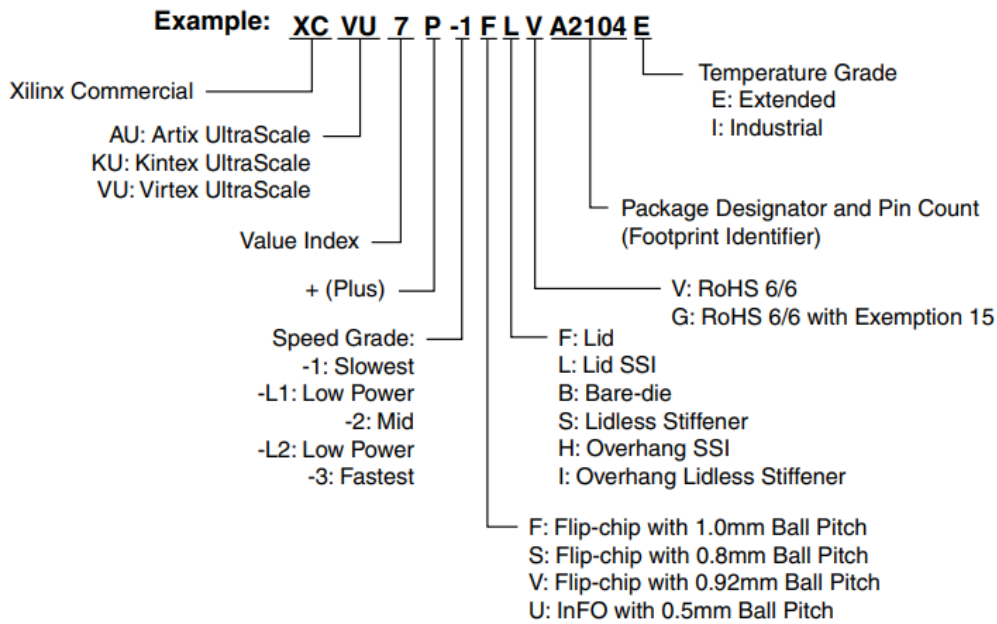 Example: XC VU 7 P -1 F L V A2104 E
Xilinx Commercial
AU: Artix UltraScale
KU: Kintex UltraScale
VU: Virtex UltraScale
Value Index
+ (Plus)
Speed Grade:
-1: Slowest
-L1: Low Power
-2: Mid
-L2: Low Power
-3: Fastest
Temperature Grade
E: Extended
I: Industrial
Package Designator and Pin Count
(Footprint Identifier)
V: RoHS 6/6
G: RoHS 6/6 with Exemption 15
F: Lid
L: Lid SSI
B: Bare-die
S: Lidless Stiffener
H: Overhang SSI
I: Overhang Lidless Stiffener
F: Flip-chip with 1.0mm Ball Pitch
S: Flip-chip with 0.8mm Ball Pitch
V: Flip-chip with 0.92mm Ball Pitch
U: InFO with 0.5mm Ball Pitch